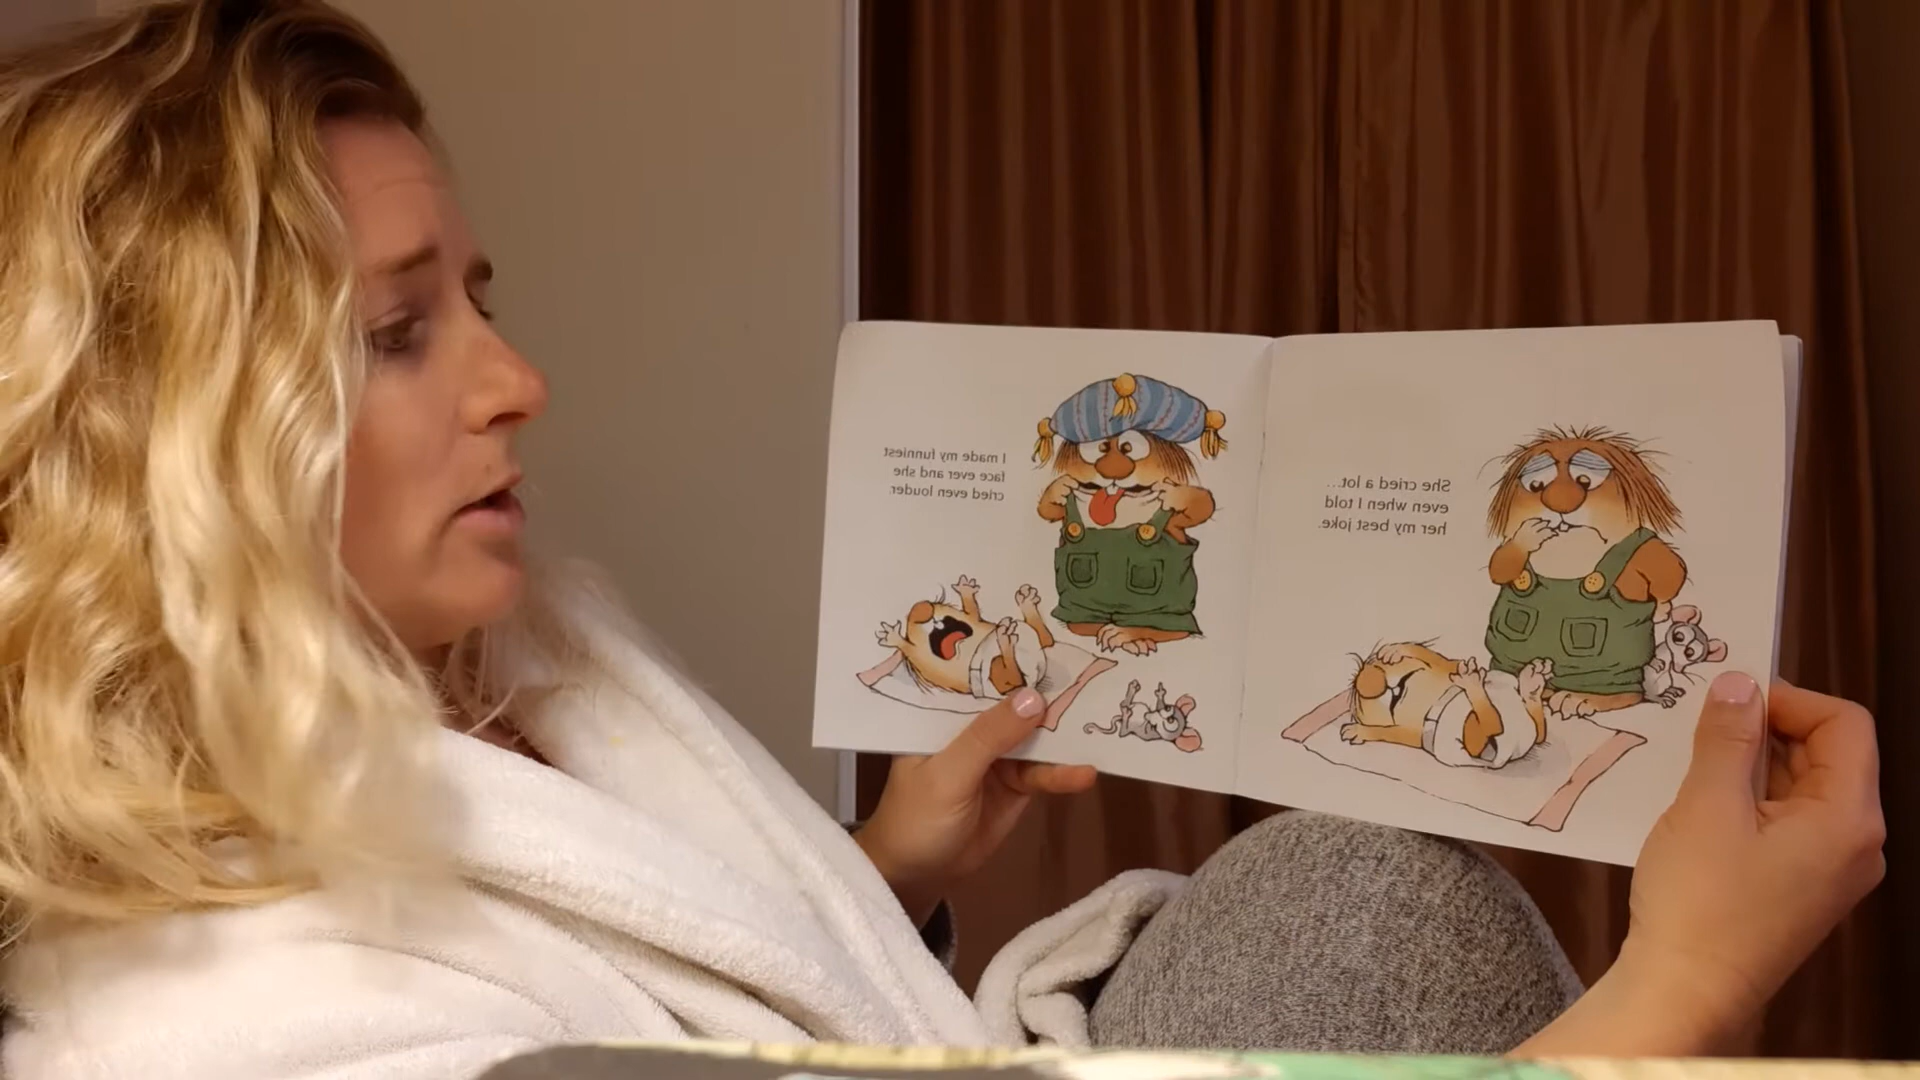 She cried a lot...
even when I told
her my best joke.
I made my funniest
face ever and she
cried even louder.